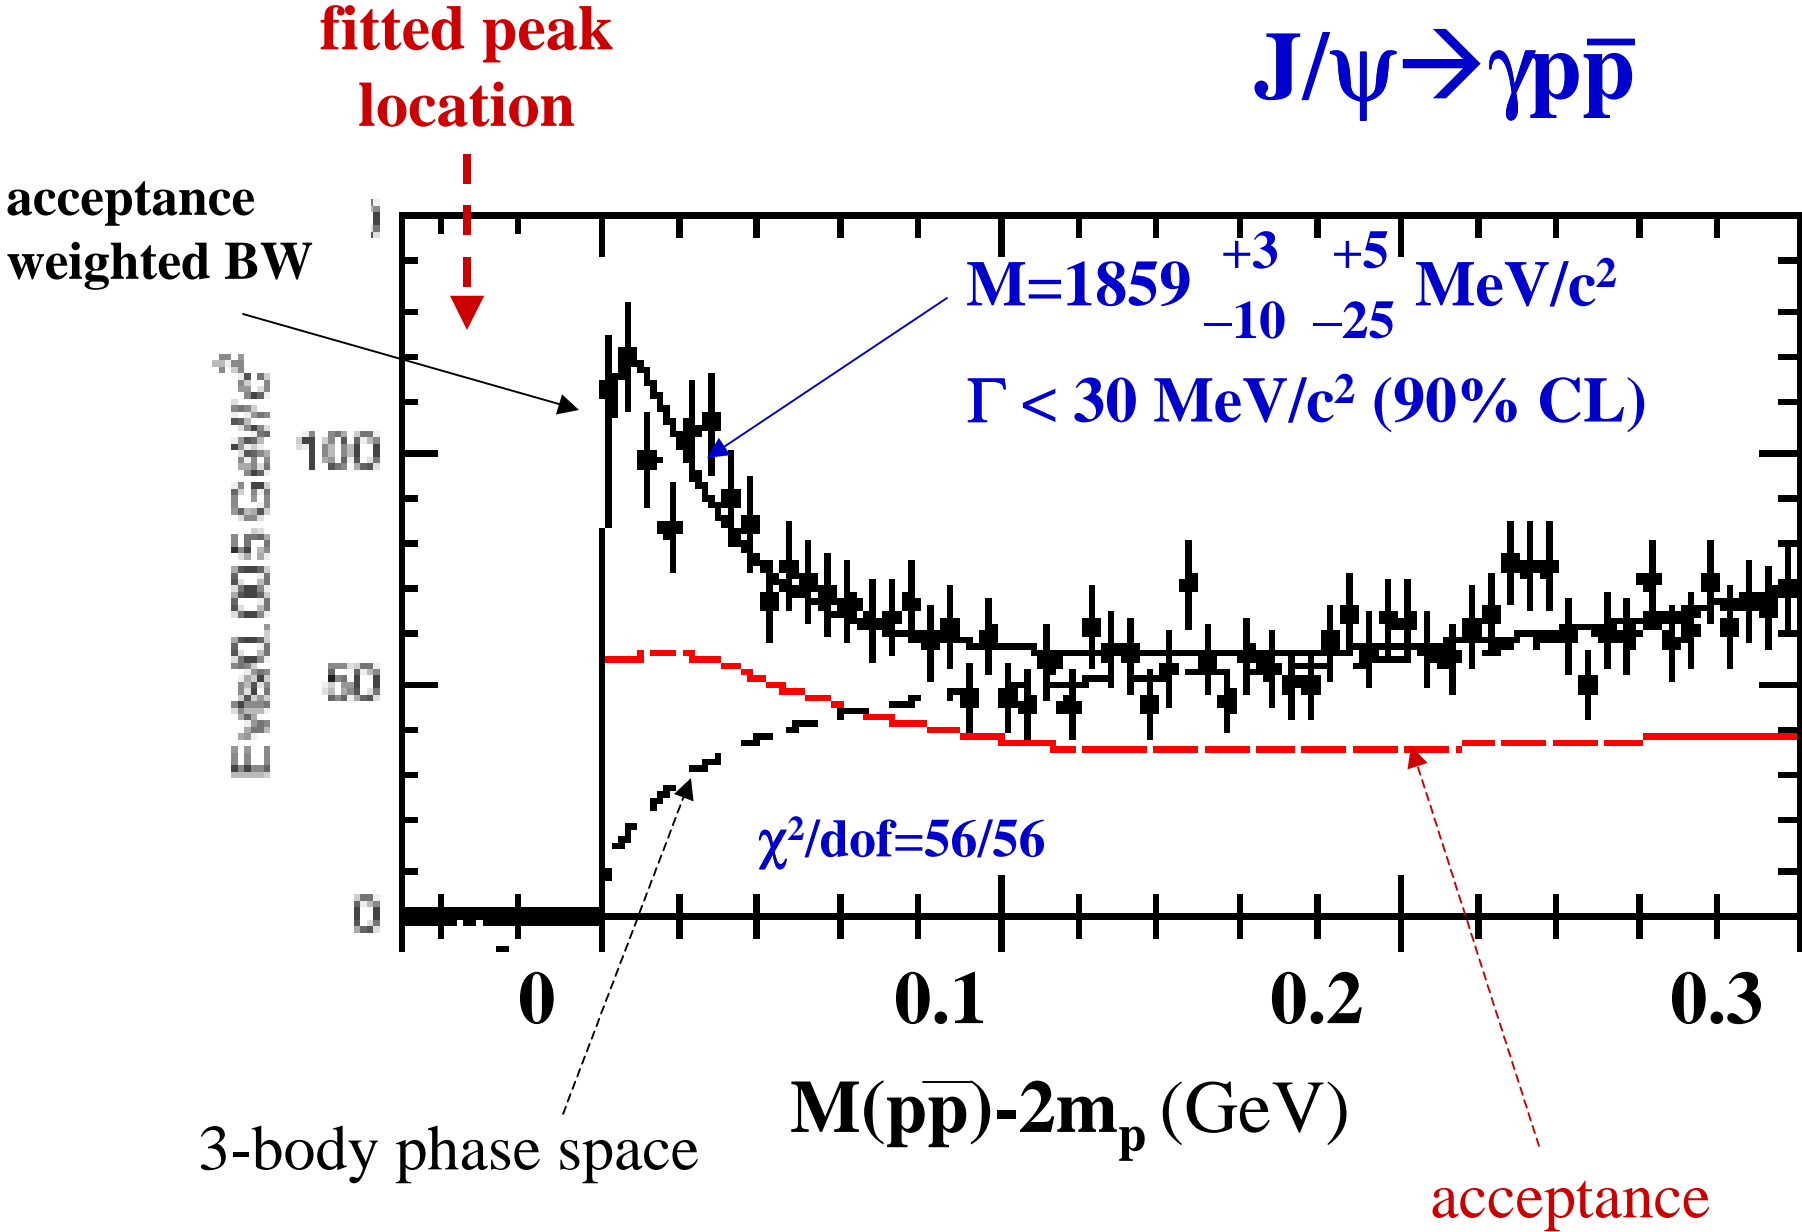 fitted peak
location
J/ψ→γpp̅
acceptance
weighted BW
M=1859 +3 –10 +5 –25 MeV/c²
Γ < 30 MeV/c² (90% CL)
100
50
0
χ²/dof=56/56
0 0.1 0.2 0.3
M(pp̅)-2mₚ (GeV)
3-body phase space
acceptance
Evts/0.005 GeV/c²